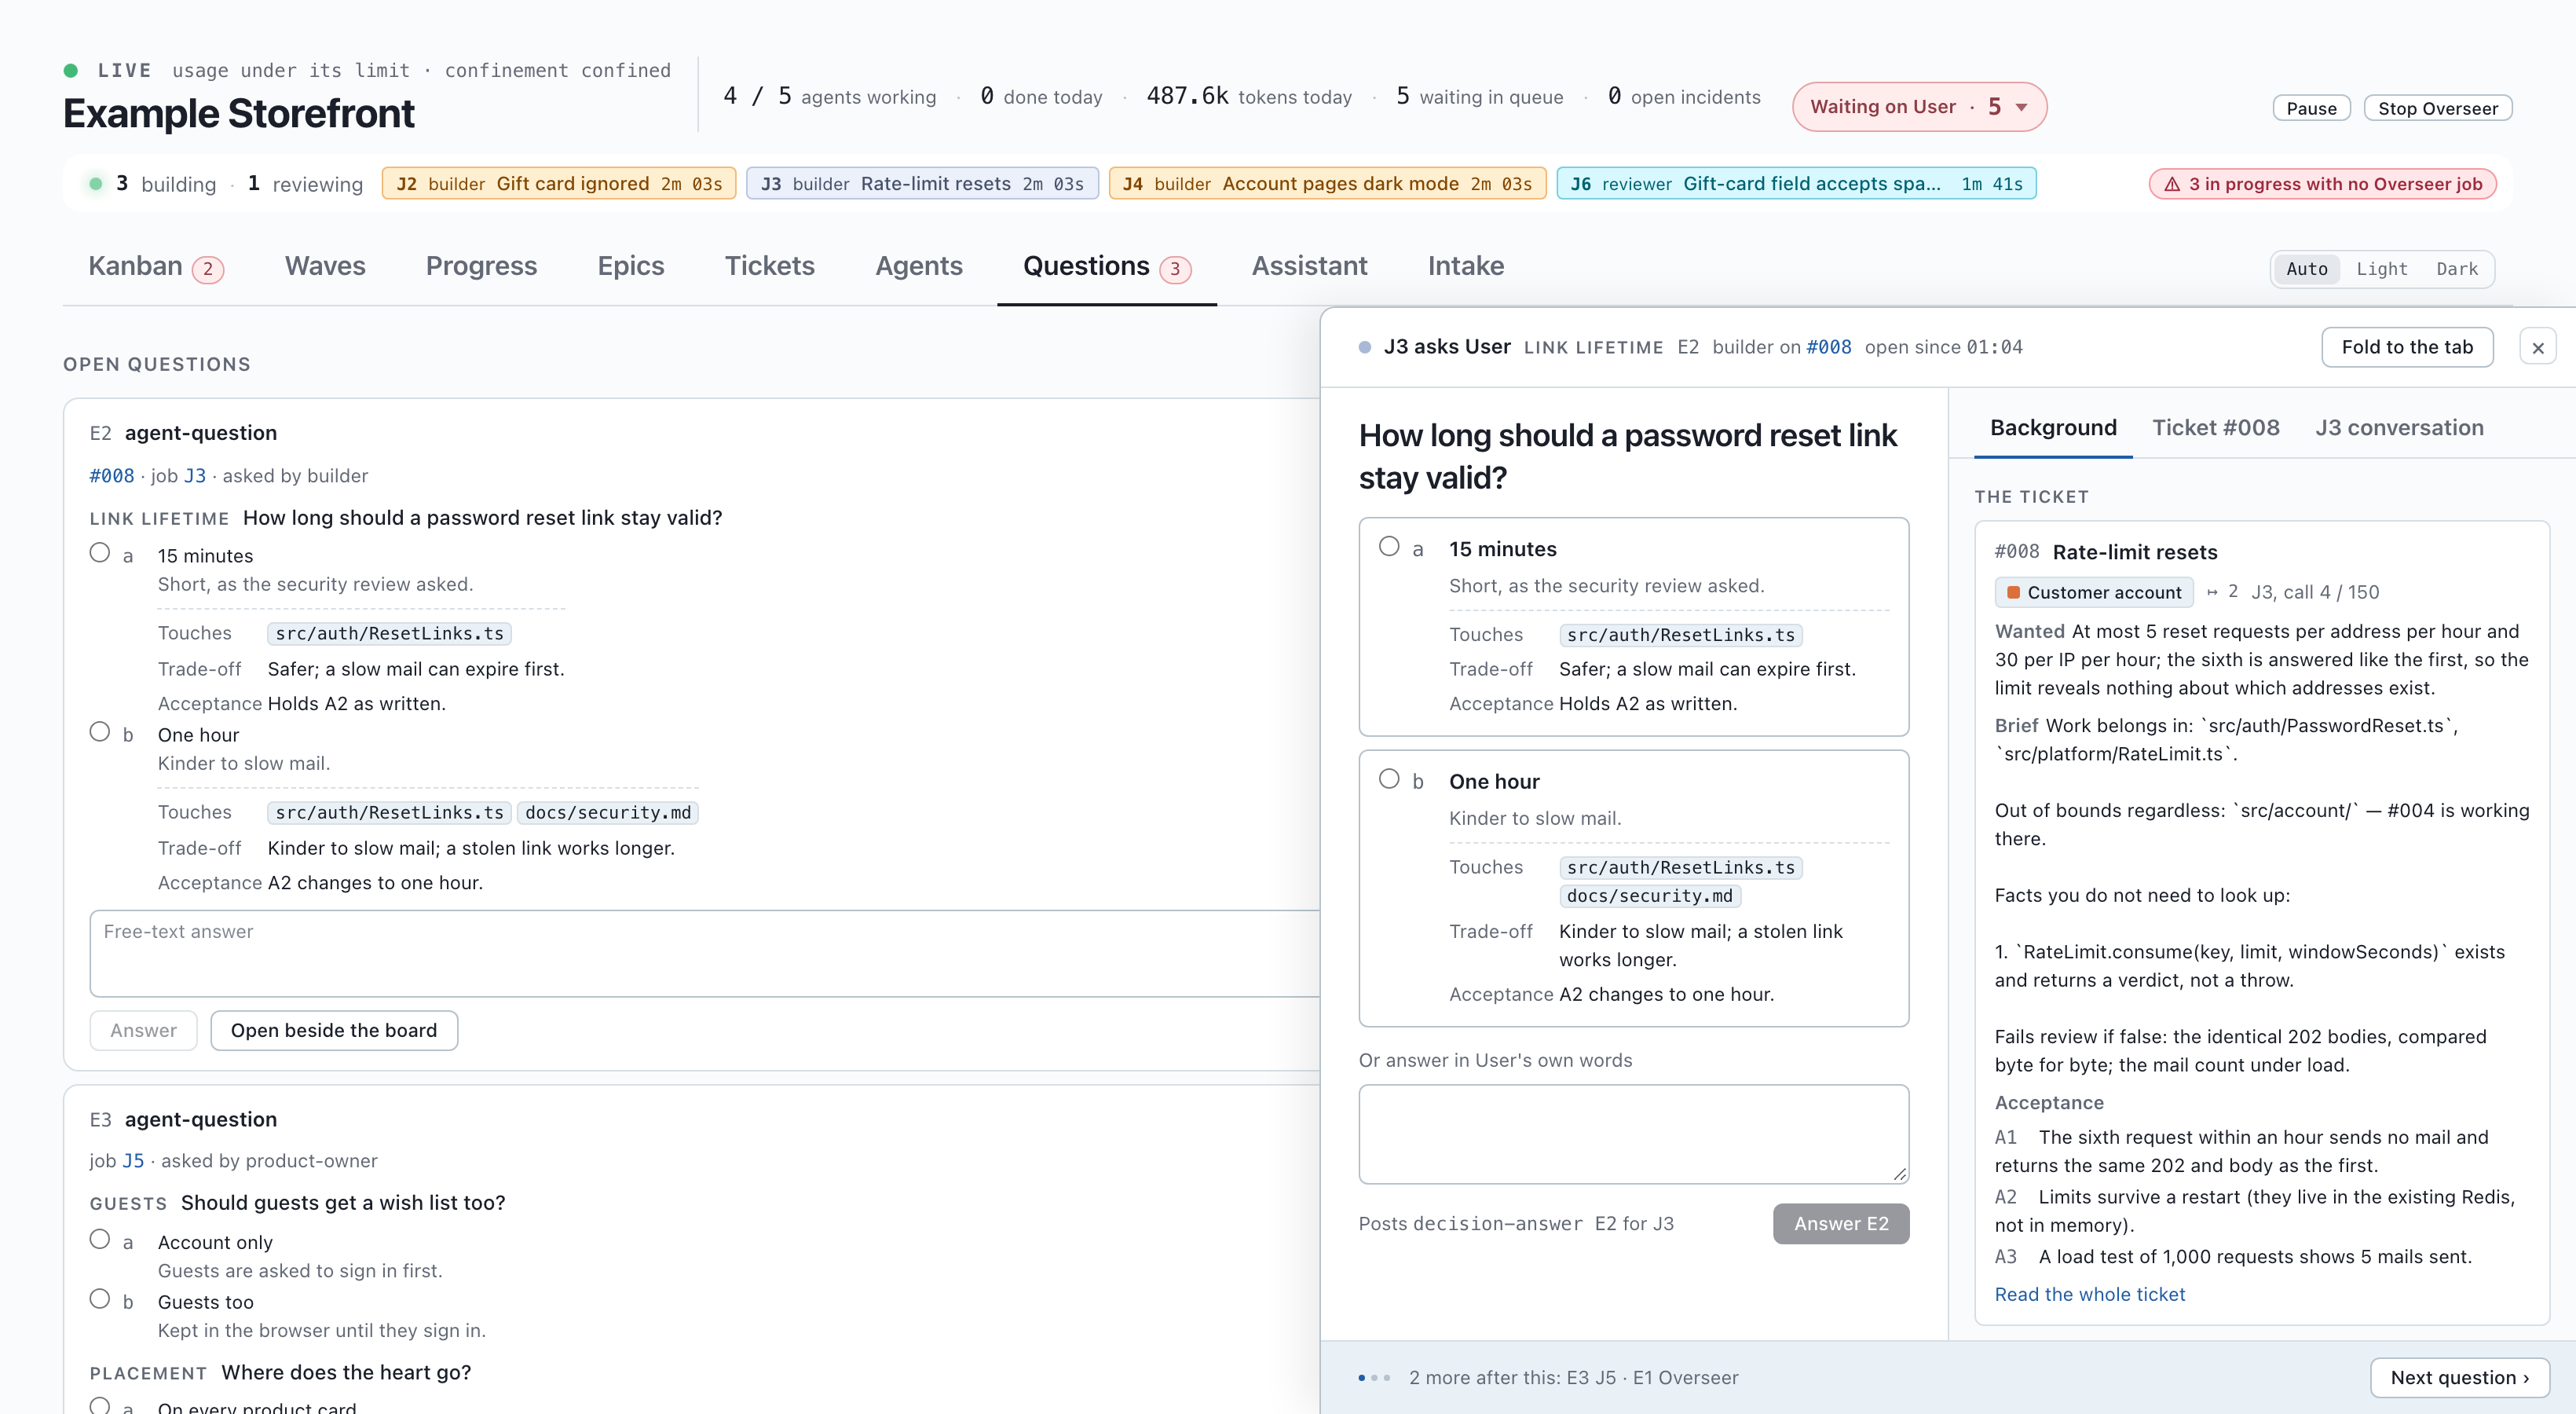 LIVE usage under its limit · confinement confined
Example Storefront
4 / 5 agents working · 0 done today · 487.6k tokens today · 5 waiting in queue · 0 open incidents
Waiting on User · 5
Pause
Stop Overseer
3 building · 1 reviewing
J2 builder Gift card ignored 2m 03s
J3 builder Rate-limit resets 2m 03s
J4 builder Account pages dark mode 2m 03s
J6 reviewer Gift-card field accepts spa… 1m 41s
⚠ 3 in progress with no Overseer job
Kanban 2
Waves
Progress
Epics
Tickets
Agents
Questions 3
Assistant
Intake
Auto Light Dark
OPEN QUESTIONS
E2 agent-question
#008 · job J3 · asked by builder
LINK LIFETIME How long should a password reset link stay valid?
a 15 minutes
Short, as the security review asked.
Touches src/auth/ResetLinks.ts
Trade-off Safer; a slow mail can expire first.
Acceptance Holds A2 as written.
b One hour
Kinder to slow mail.
Touches src/auth/ResetLinks.ts docs/security.md
Trade-off Kinder to slow mail; a stolen link works longer.
Acceptance A2 changes to one hour.
Free-text answer
Answer
Open beside the board
E3 agent-question
job J5 · asked by product-owner
GUESTS Should guests get a wish list too?
a Account only
Guests are asked to sign in first.
b Guests too
Kept in the browser until they sign in.
PLACEMENT Where does the heart go?
a On every product card
J3 asks User LINK LIFETIME E2 builder on #008 open since 01:04
Fold to the tab
×
How long should a password reset link
stay valid?
a 15 minutes
Short, as the security review asked.
Touches src/auth/ResetLinks.ts
Trade-off Safer; a slow mail can expire first.
Acceptance Holds A2 as written.
b One hour
Kinder to slow mail.
Touches src/auth/ResetLinks.ts
docs/security.md
Trade-off Kinder to slow mail; a stolen link
works longer.
Acceptance A2 changes to one hour.
Or answer in User's own words
Posts decision-answer E2 for J3
Answer E2
Background
Ticket #008
J3 conversation
THE TICKET
#008 Rate-limit resets
Customer account ↦ 2 J3, call 4 / 150
Wanted At most 5 reset requests per address per hour and
30 per IP per hour; the sixth is answered like the first, so the
limit reveals nothing about which addresses exist.
Brief Work belongs in: `src/auth/PasswordReset.ts`,
`src/platform/RateLimit.ts`.
Out of bounds regardless: `src/account/` — #004 is working
there.
Facts you do not need to look up:
1. `RateLimit.consume(key, limit, windowSeconds)` exists
and returns a verdict, not a throw.
Fails review if false: the identical 202 bodies, compared
byte for byte; the mail count under load.
Acceptance
A1 The sixth request within an hour sends no mail and
returns the same 202 and body as the first.
A2 Limits survive a restart (they live in the existing Redis,
not in memory).
A3 A load test of 1,000 requests shows 5 mails sent.
Read the whole ticket
2 more after this: E3 J5 · E1 Overseer
Next question ›